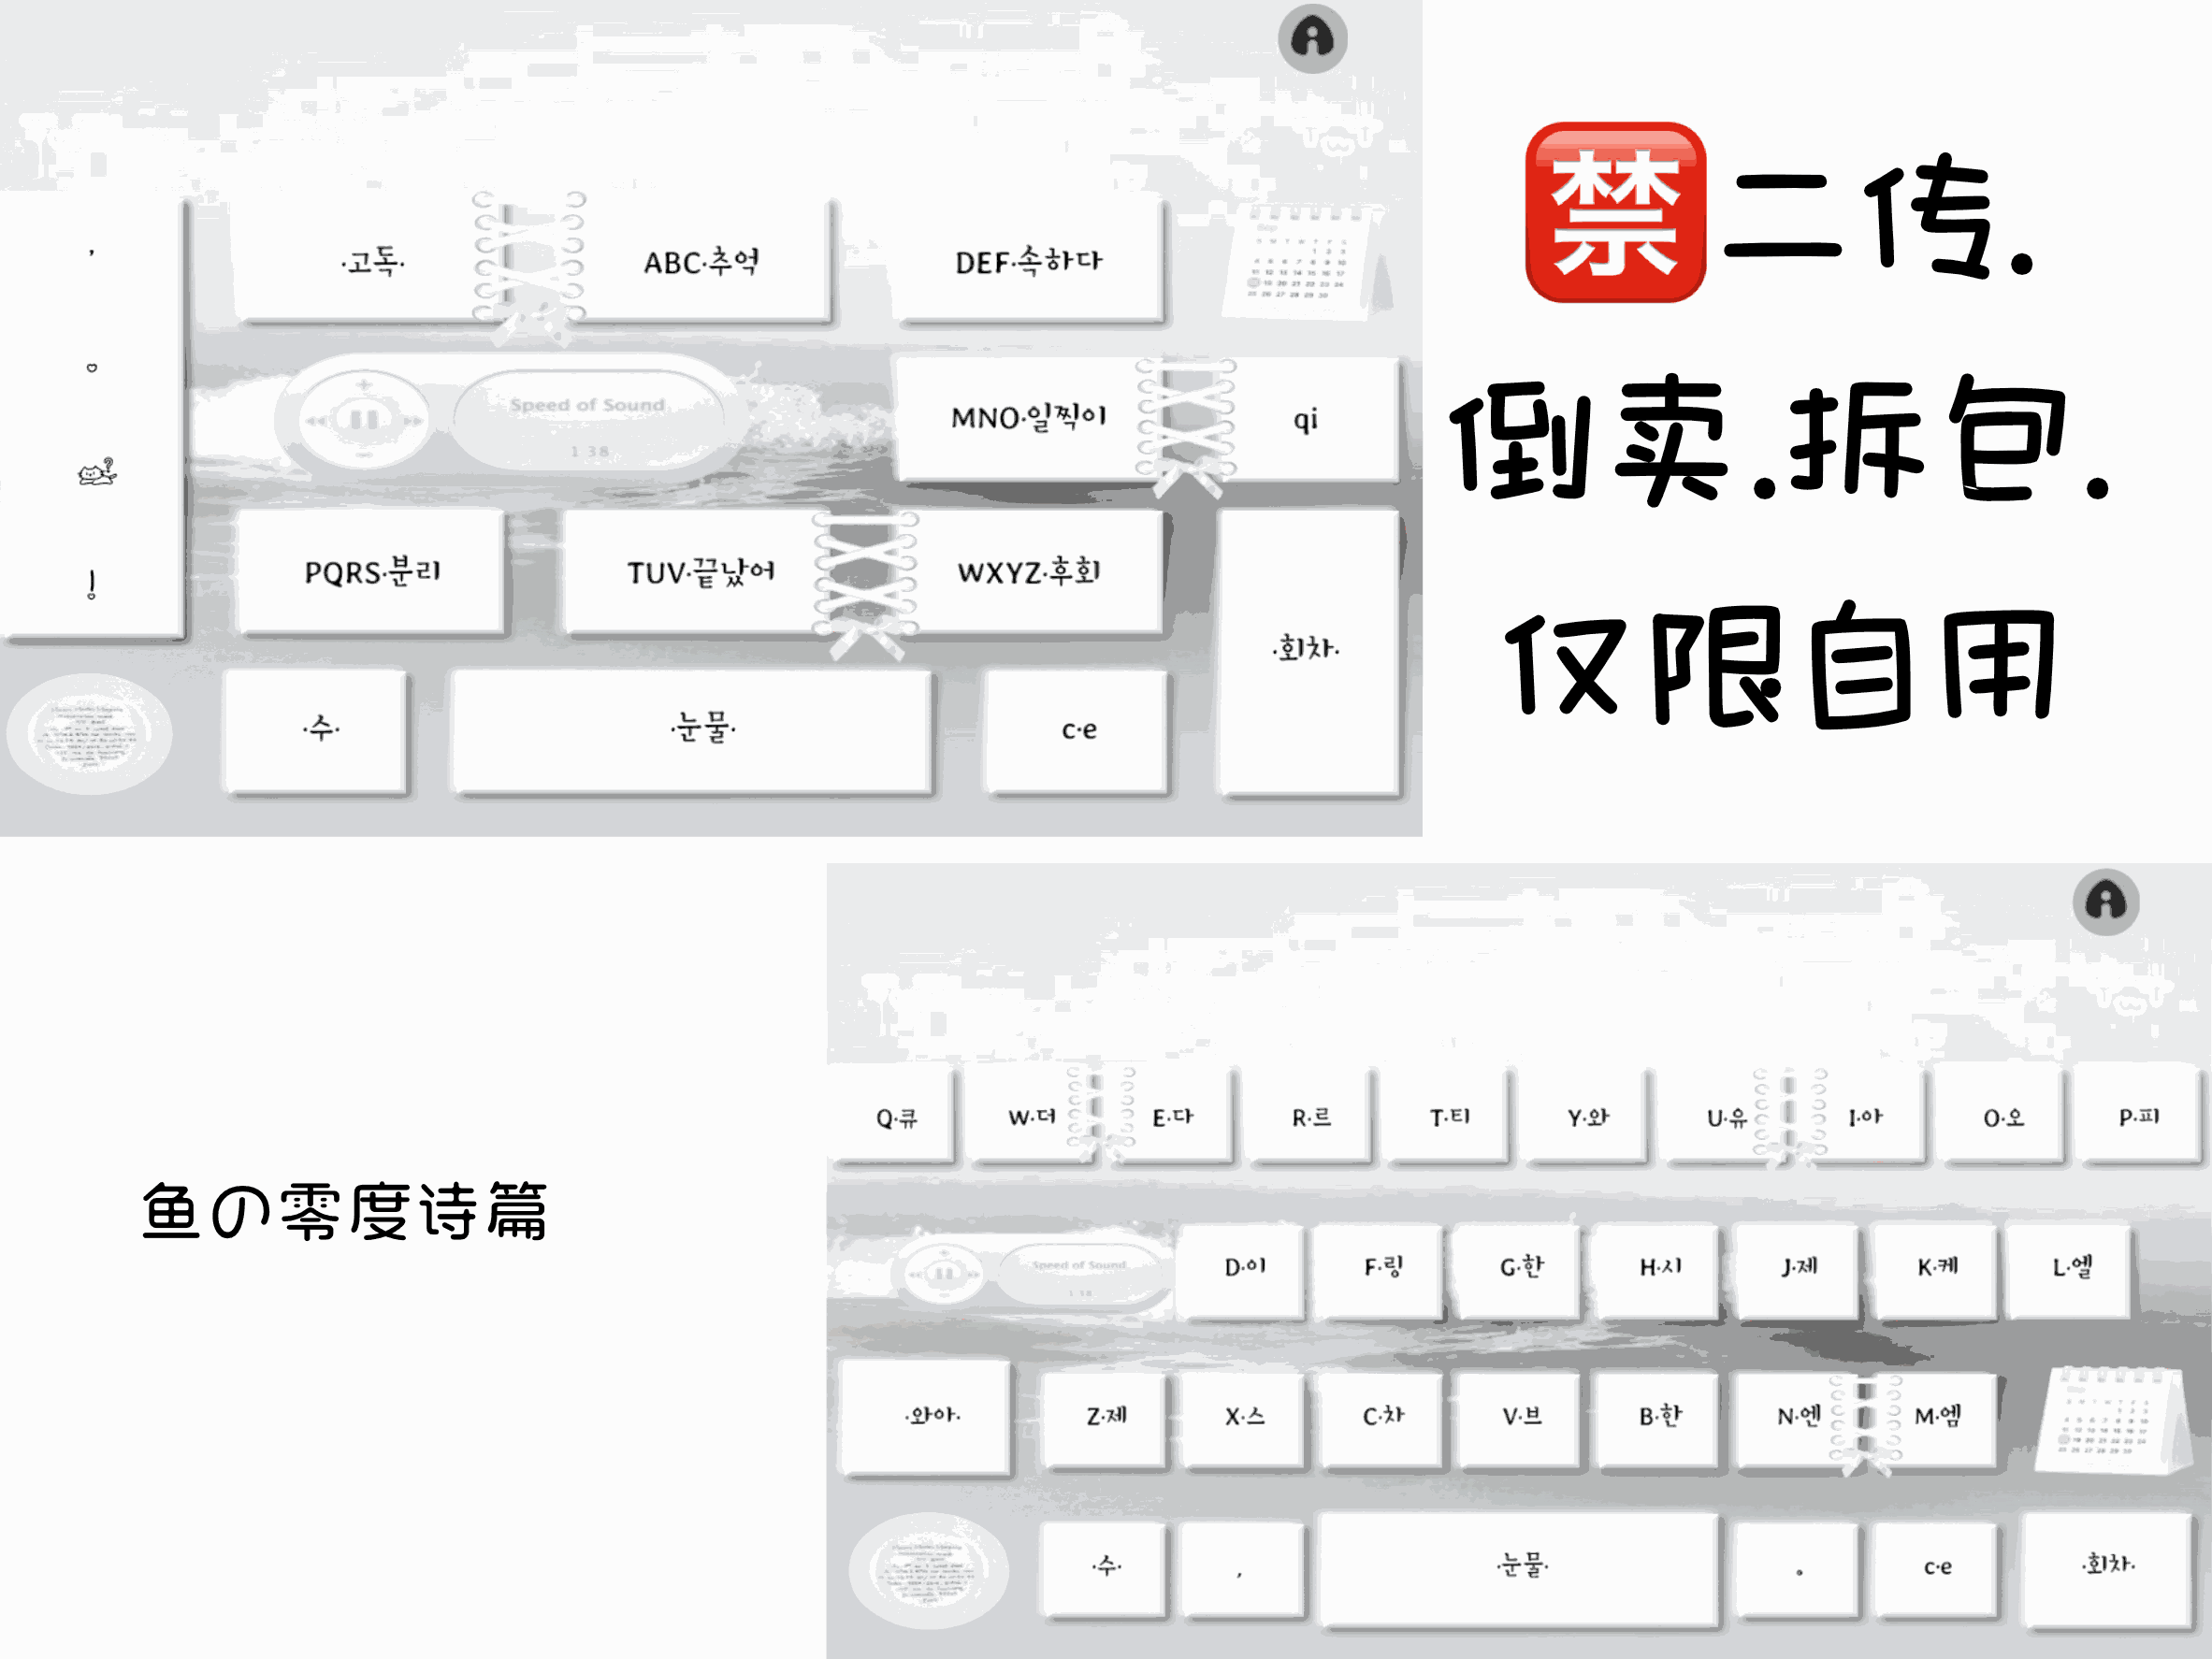 禁二传.
倒卖.拆包.
仅限自用
,
·고독·
ABC·추억
DEF·속하다
Sep
Speed of Sound
1 38
MNO·일찍이
qi
PQRS·분리
TUV·끝났어
WXYZ·후회
!
·회차·
·수·
·눈물·
c·e
鱼の零度诗篇
Q·큐
W·더
E·다
R·르
T·티
Y·와
U·유
I·아
O·오
P·피
Speed of Sound
1 38
D·이
F·링
G·한
H·시
J·제
K·케
L·엘
·와아·
Z·제
X·스
C·차
V·브
B·한
N·엔
M·엠
·수·
,
·눈물·
。
c·e
·회차·